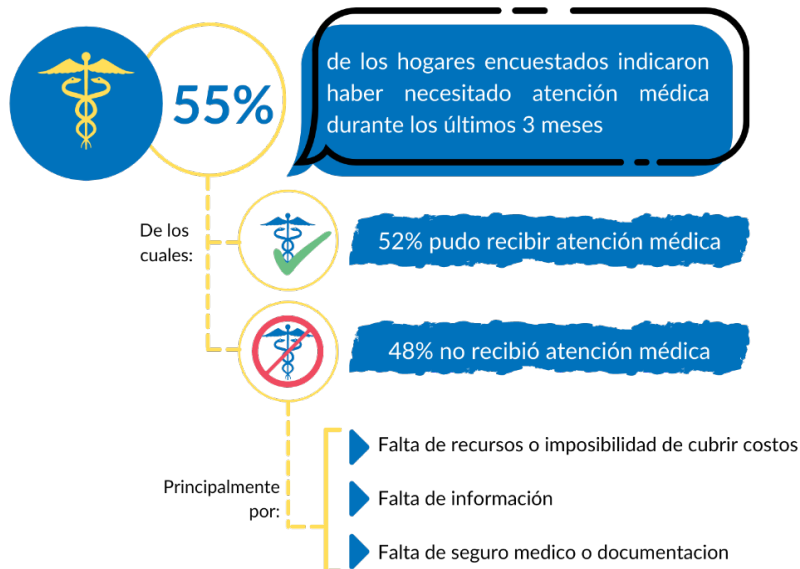 55%
de los hogares encuestados indicaron
haber necesitado atención médica
durante los últimos 3 meses
De los
cuales:
52% pudo recibir atención médica
48% no recibió atención médica
Principalmente
por:
Falta de recursos o imposibilidad de cubrir costos
Falta de información
Falta de seguro medico o documentacion